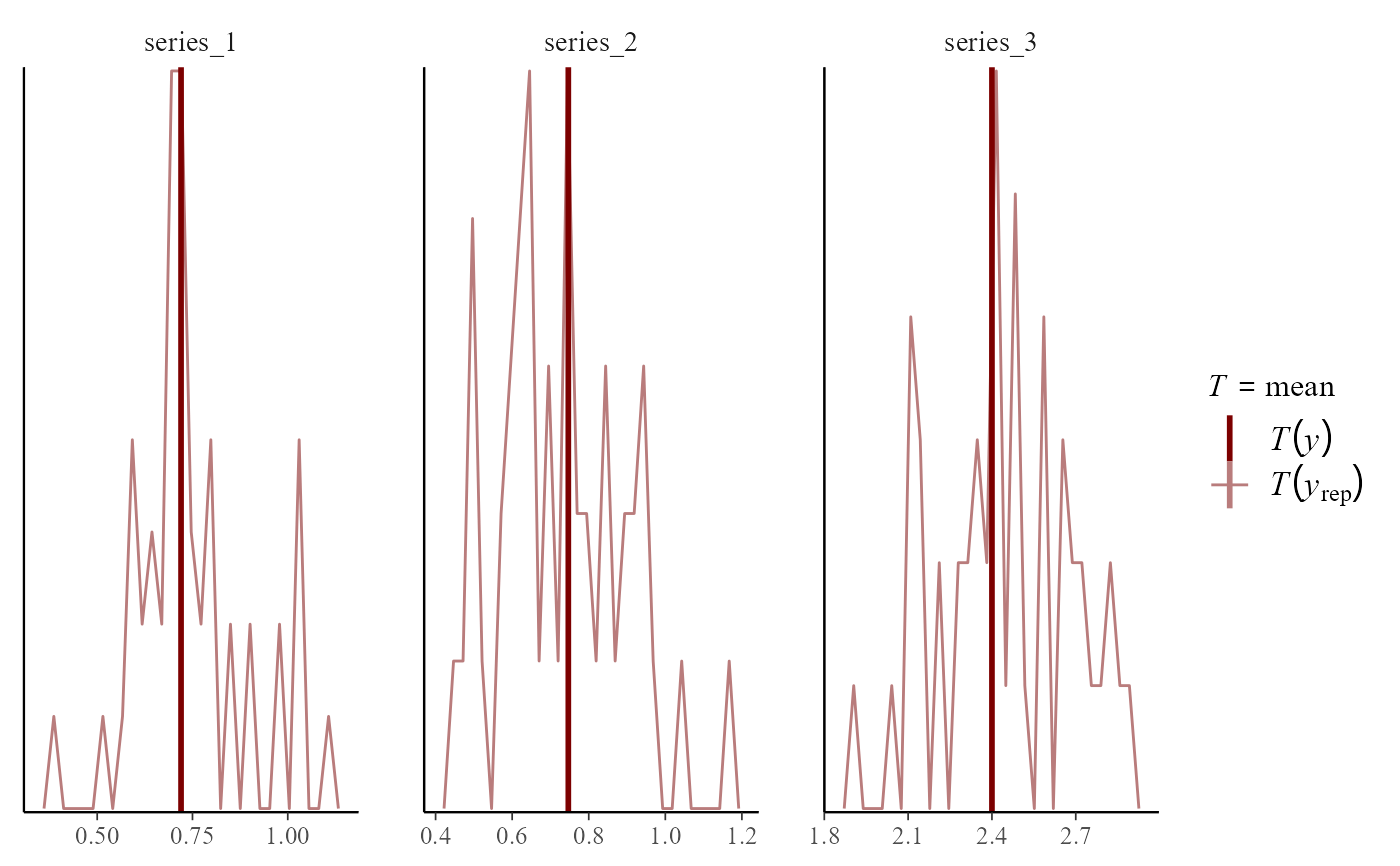 series_1 series_2 series_3
T = mean
T(y)
T(yrep)
0.50 0.75 1.00 0.4 0.6 0.8 1.0 1.2 1.8 2.1 2.4 2.7